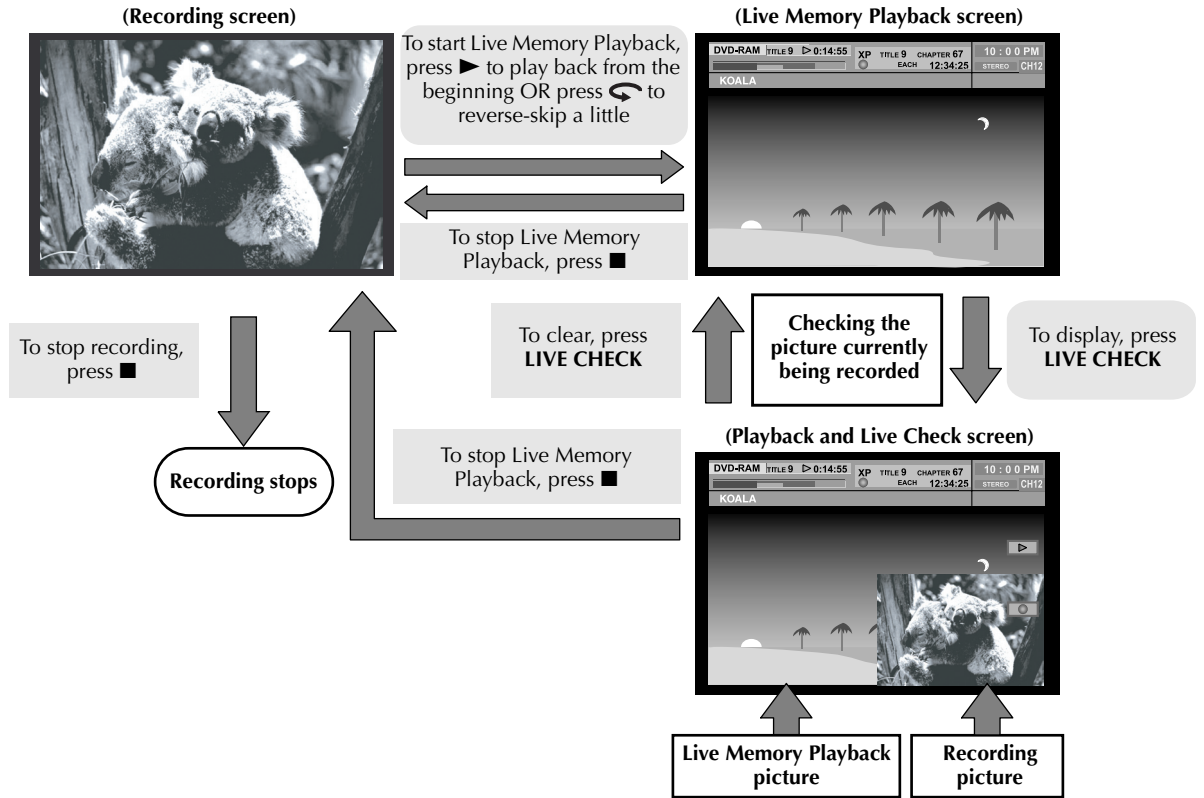 (Recording screen)
To start Live Memory Playback,
press ► to play back from the
beginning OR press to
reverse-skip a little
(Live Memory Playback screen)
DVD-RAM TITLE 9 ▷ 0:14:55 XP TITLE 9 CHAPTER 67 10:00 PM
EACH 12:34:25 STEREO CH12
KOALA
To stop Live Memory
Playback, press ■
To stop recording,
press ■
Recording stops
To clear, press
LIVE CHECK
Checking the
picture currently
being recorded
To display, press
LIVE CHECK
To stop Live Memory
Playback, press ■
(Playback and Live Check screen)
DVD-RAM TITLE 9 ▷ 0:14:55 XP TITLE 9 CHAPTER 67 10:00 PM
EACH 12:34:25 STEREO CH12
KOALA
Live Memory Playback
picture
Recording
picture